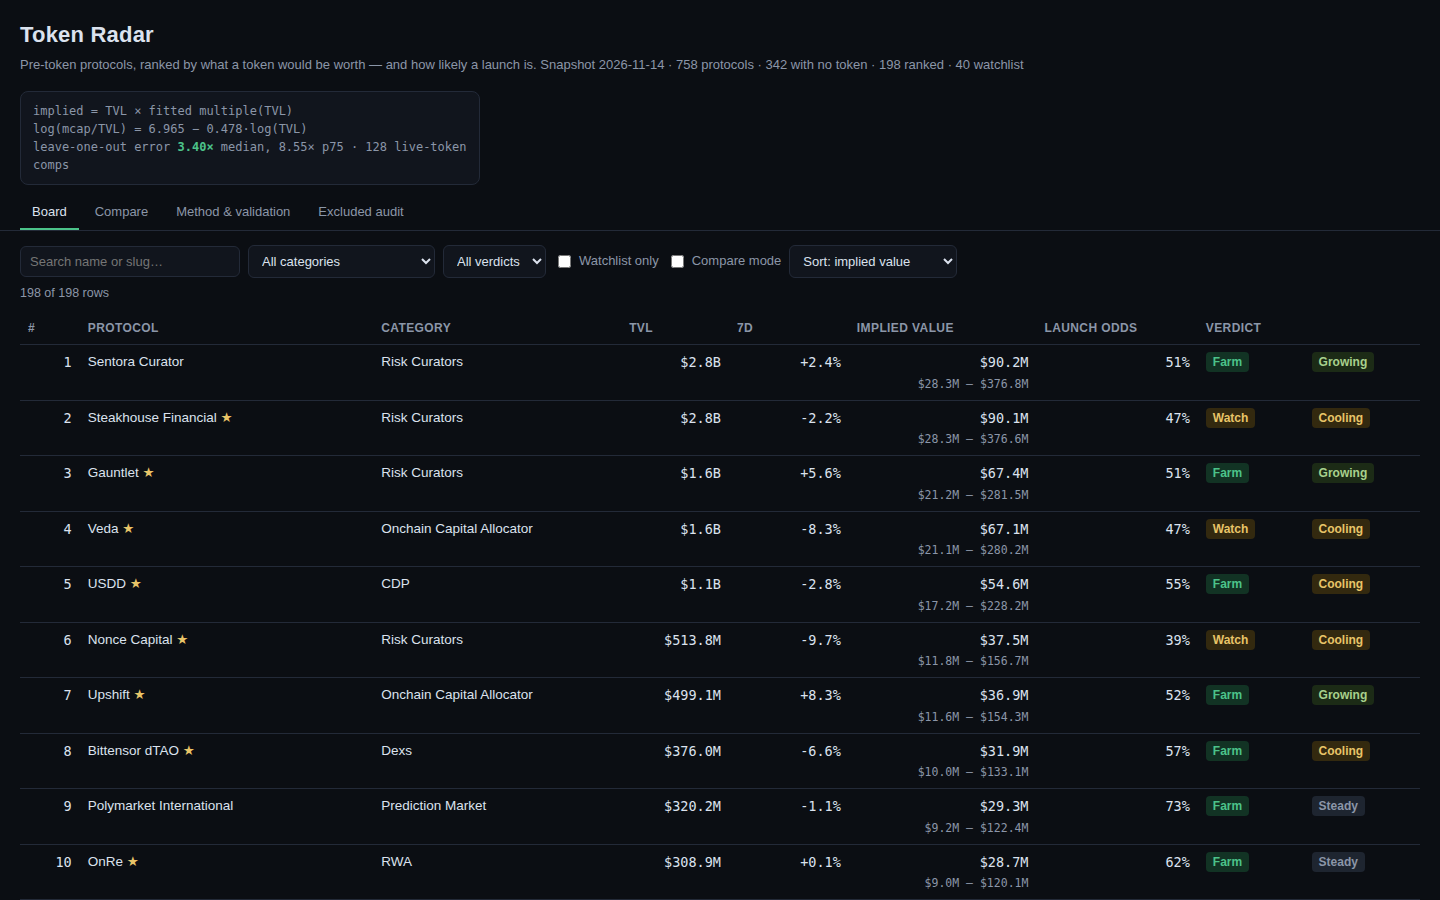 Token Radar
Pre-token protocols, ranked by what a token would be worth — and how likely a launch is. Snapshot 2026-11-14 · 758 protocols · 342 with no token · 198 ranked · 40 watchlist
implied = TVL × fitted multiple(TVL)
log(mcap/TVL) = 6.965 − 0.478·log(TVL)
leave-one-out error 3.40× median, 8.55× p75 · 128 live-token
comps
Board Compare Method & validation Excluded audit
Search name or slug… All categories All verdicts Watchlist only Compare mode Sort: implied value
198 of 198 rows
# PROTOCOL CATEGORY TVL 7D IMPLIED VALUE LAUNCH ODDS VERDICT
1 Sentora Curator Risk Curators $2.8B +2.4% $90.2M 51% Farm Growing
$28.3M — $376.8M
2 Steakhouse Financial ★ Risk Curators $2.8B -2.2% $90.1M 47% Watch Cooling
$28.3M — $376.6M
3 Gauntlet ★ Risk Curators $1.6B +5.6% $67.4M 51% Farm Growing
$21.2M — $281.5M
4 Veda ★ Onchain Capital Allocator $1.6B -8.3% $67.1M 47% Watch Cooling
$21.1M — $280.2M
5 USDD ★ CDP $1.1B -2.8% $54.6M 55% Farm Cooling
$17.2M — $228.2M
6 Nonce Capital ★ Risk Curators $513.8M -9.7% $37.5M 39% Watch Cooling
$11.8M — $156.7M
7 Upshift ★ Onchain Capital Allocator $499.1M +8.3% $36.9M 52% Farm Growing
$11.6M — $154.3M
8 Bittensor dTAO ★ Dexs $376.0M -6.6% $31.9M 57% Farm Cooling
$10.0M — $133.1M
9 Polymarket International Prediction Market $320.2M -1.1% $29.3M 73% Farm Steady
$9.2M — $122.4M
10 OnRe ★ RWA $308.9M +0.1% $28.7M 62% Farm Steady
$9.0M — $120.1M